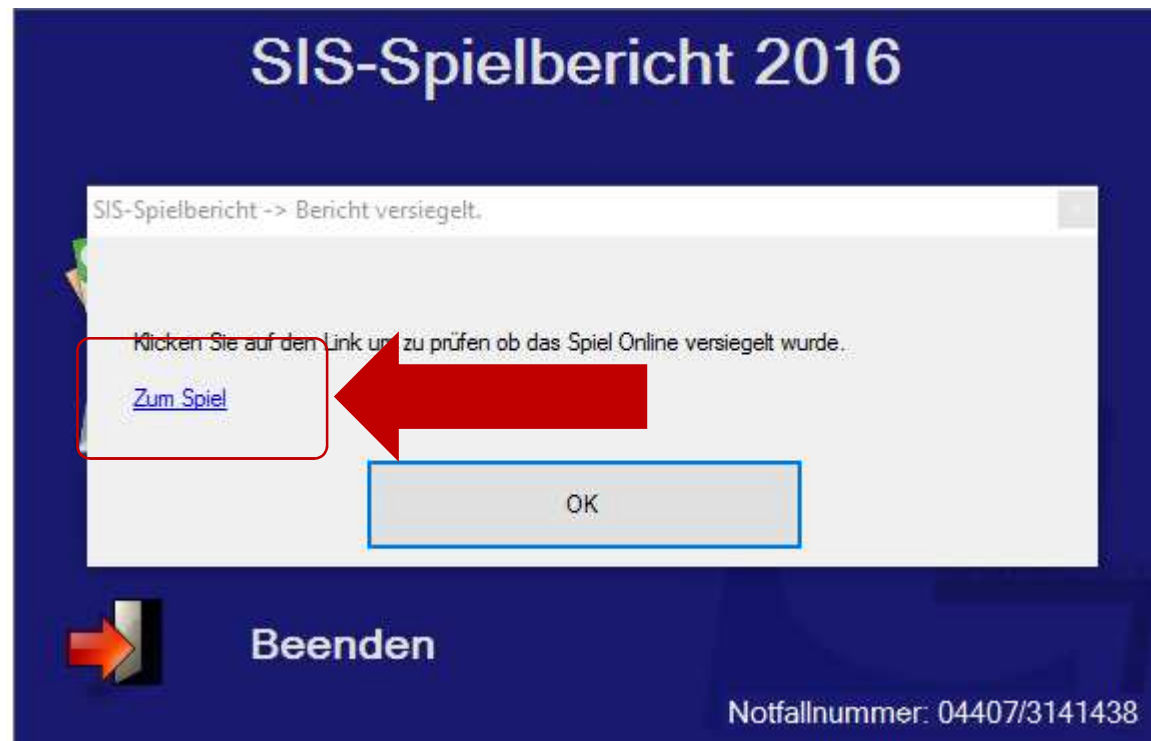 SIS-Spielbericht 2016
SIS-Spielbericht -> Bericht versiegelt.
Klicken Sie auf den Link um zu prüfen ob das Spiel Online versiegelt wurde.
Zum Spiel
OK
Beenden
Notfallnummer: 04407/3141438